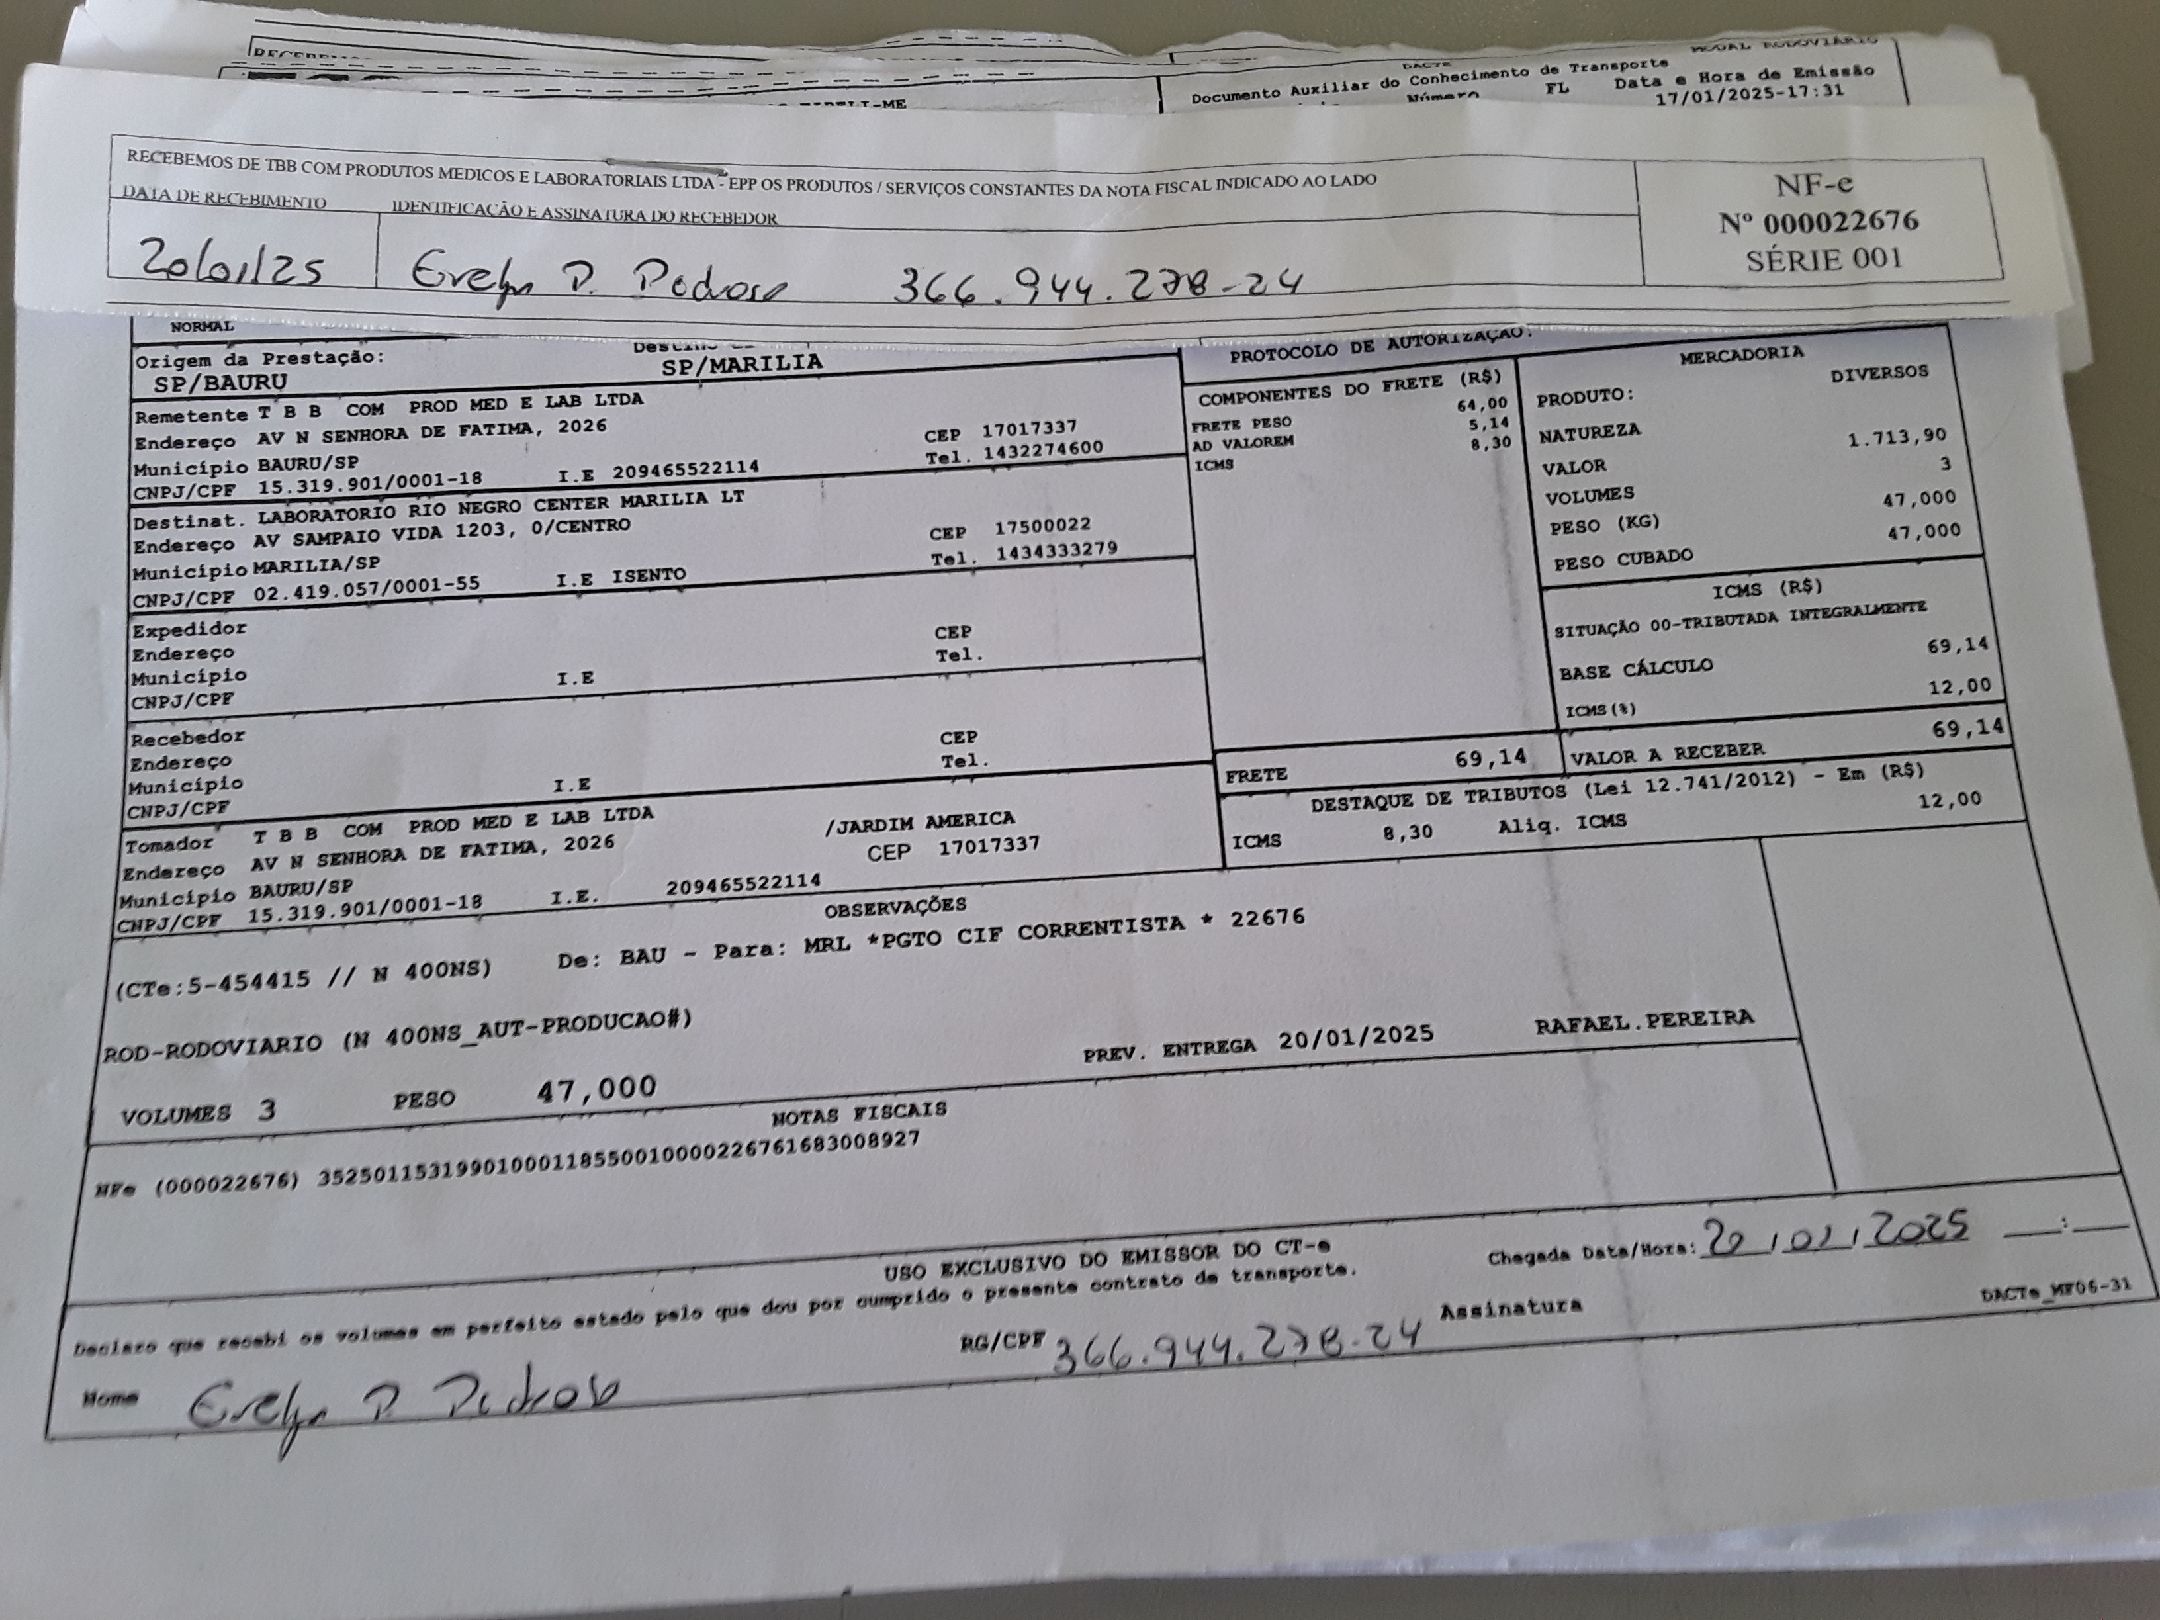 MODAL RODOVIÁRIO
DACTE
Documento Auxiliar do Conhecimento de Transporte
Número FL Data e Hora de Emissão
17/01/2025-17:31
RECEBEMOS DE TBB COM PRODUTOS MEDICOS E LABORATORIAIS LTDA - EPP OS PRODUTOS / SERVIÇOS CONSTANTES DA NOTA FISCAL INDICADO AO LADO
DATA DE RECEBIMENTO IDENTIFICAÇÃO E ASSINATURA DO RECEBEDOR
20/01/25 Evelyn P. Pedroso 366.944.278-24
NF-e
Nº 000022676
SÉRIE 001
NORMAL
Origem da Prestação:
SP/BAURU
SP/MARILIA
Remetente T B B COM PROD MED E LAB LTDA
Endereço AV N SENHORA DE FATIMA, 2026 CEP 17017337
Município BAURU/SP Tel. 1432274600
CNPJ/CPF 15.319.901/0001-18 I.E 209465522114
Destinat. LABORATORIO RIO NEGRO CENTER MARILIA LT
Endereço AV SAMPAIO VIDA 1203, 0/CENTRO CEP 17500022
Município MARILIA/SP Tel. 1434333279
CNPJ/CPF 02.419.057/0001-55 I.E ISENTO
Expedidor
Endereço CEP
Município Tel.
CNPJ/CPF I.E
Recebedor
Endereço CEP
Município Tel.
CNPJ/CPF I.E
Tomador T B B COM PROD MED E LAB LTDA
Endereço AV N SENHORA DE FATIMA, 2026 /JARDIM AMERICA
Município BAURU/SP CEP 17017337
CNPJ/CPF 15.319.901/0001-18 I.E. 209465522114
PROTOCOLO DE AUTORIZAÇÃO:
COMPONENTES DO FRETE (R$)
FRETE PESO 64,00
AD VALOREM 5,14
ICMS 8,30
MERCADORIA
PRODUTO: DIVERSOS
NATUREZA
VALOR 1.713,90
VOLUMES 3
PESO (KG) 47,000
PESO CUBADO 47,000
ICMS (R$)
SITUAÇÃO 00-TRIBUTADA INTEGRALMENTE
BASE CÁLCULO 69,14
ICMS(%) 12,00
FRETE 69,14 VALOR A RECEBER 69,14
DESTAQUE DE TRIBUTOS (Lei 12.741/2012) - Em (R$)
ICMS 8,30 Aliq. ICMS 12,00
OBSERVAÇÕES
(CTe:5-454415 // N 400NS) De: BAU - Para: MRL *PGTO CIF CORRENTISTA * 22676
ROD-RODOVIARIO (N 400NS_AUT-PRODUCAO#)
PREV. ENTREGA 20/01/2025 RAFAEL.PEREIRA
VOLUMES 3 PESO 47,000
NOTAS FISCAIS
NFe (000022676) 35250115319901000118550010000226761683008927
USO EXCLUSIVO DO EMISSOR DO CT-e
Declaro que recebi os volumes em perfeito estado pelo que dou por cumprido o presente contrato de transporte.
Chegada Data/Hora: 20/01/2025 __:__
Nome Evelyn P. Pedroso RG/CPF 366.944.278-24 Assinatura
DACTe_MF06-31